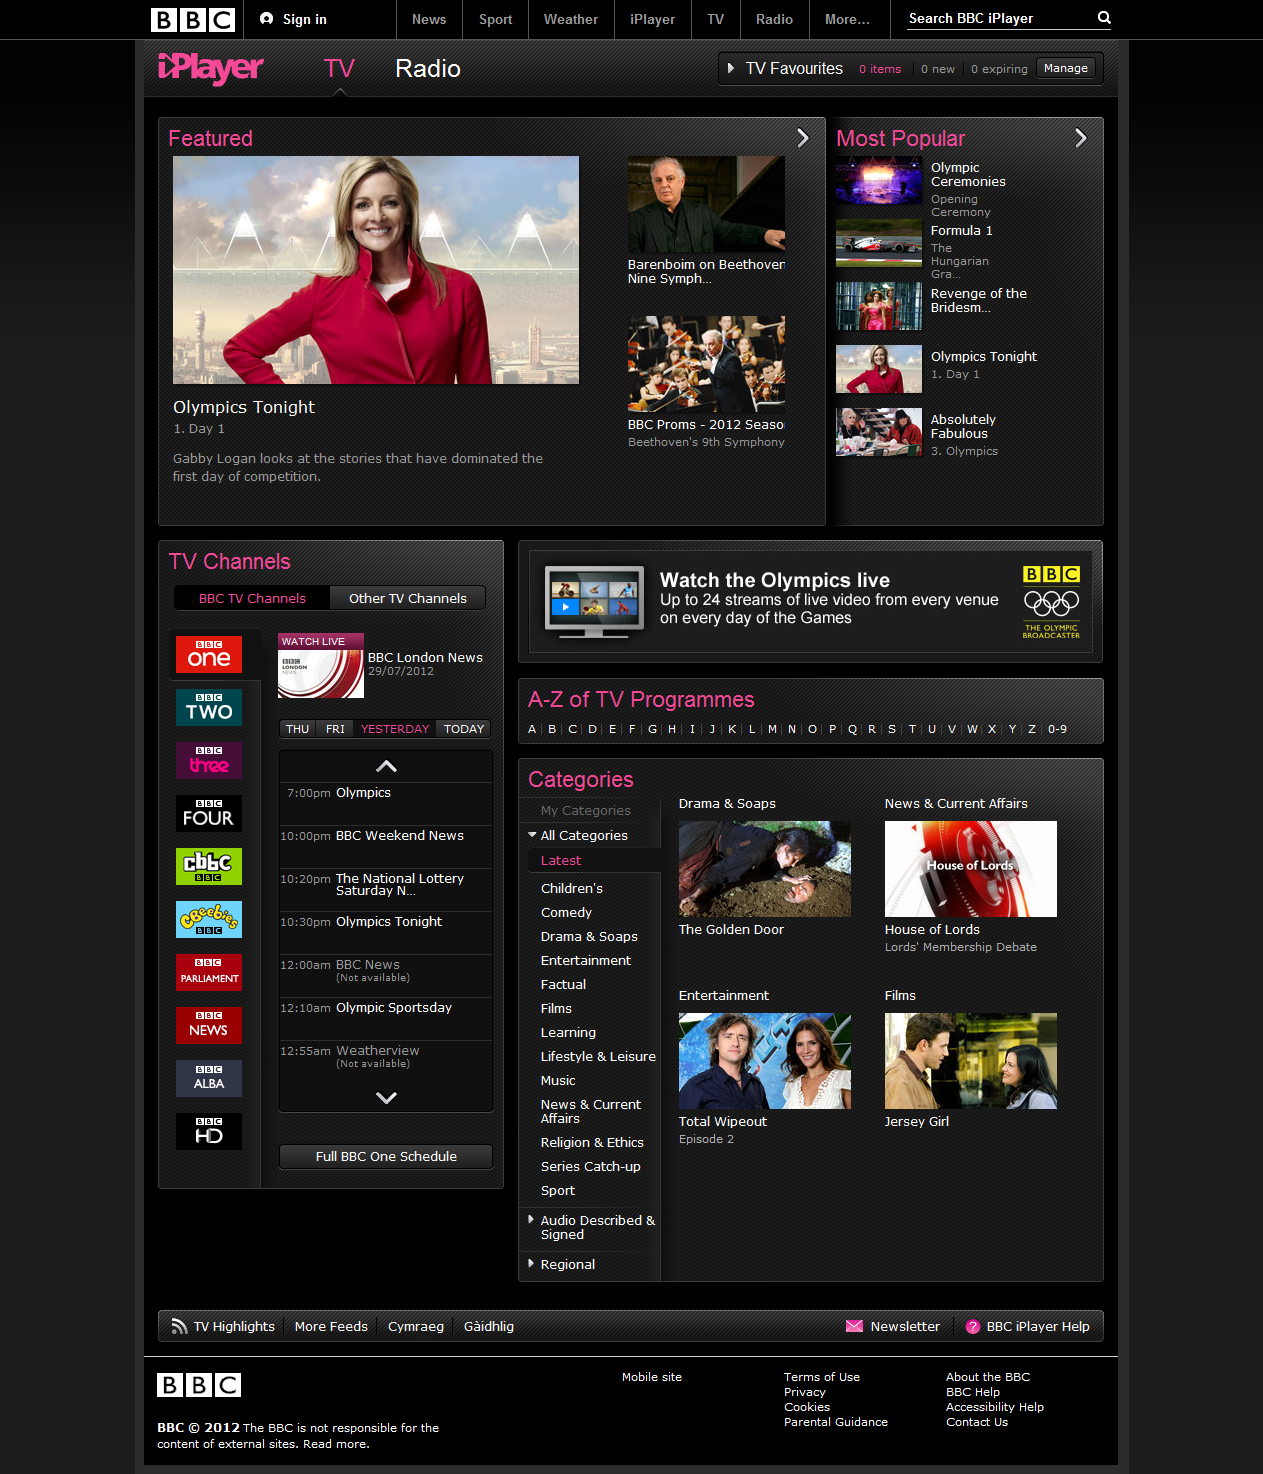 BBC
Sign in
News
Sport
Weather
iPlayer
TV
Radio
More...
Search BBC iPlayer
iPlayer
TV
Radio
TV Favourites
0 items
0 new
0 expiring
Manage
Featured
Olympics Tonight
1. Day 1
Gabby Logan looks at the stories that have dominated the
first day of competition.
Barenboim on Beethoven
Nine Symph...
BBC Proms - 2012 Seaso
Beethoven's 9th Symphony
Most Popular
Olympic
Ceremonies
Opening
Ceremony
Formula 1
The
Hungarian
Gra...
Revenge of the
Bridesm...
Olympics Tonight
1. Day 1
Absolutely
Fabulous
3. Olympics
TV Channels
BBC TV Channels
Other TV Channels
BBC
one
BBC
TWO
BBC
three
BBC
FOUR
cbbc
BBC
CBeebies
BBC
BBC
PARLIAMENT
BBC
NEWS
BBC
ALBA
BBC
HD
WATCH LIVE
BBC
LONDON
NEWS
BBC London News
29/07/2012
THU
FRI
YESTERDAY
TODAY
7:00pm Olympics
10:00pm BBC Weekend News
10:20pm The National Lottery
Saturday N...
10:30pm Olympics Tonight
12:00am BBC News
(Not available)
12:10am Olympic Sportsday
12:55am Weatherview
(Not available)
Full BBC One Schedule
Watch the Olympics live
Up to 24 streams of live video from every venue
on every day of the Games
BBC
THE OLYMPIC
BROADCASTER
A-Z of TV Programmes
A B C D E F G H I J K L M N O P Q R S T U V W X Y Z 0-9
Categories
My Categories
All Categories
Latest
Children's
Comedy
Drama & Soaps
Entertainment
Factual
Films
Learning
Lifestyle & Leisure
Music
News & Current
Affairs
Religion & Ethics
Series Catch-up
Sport
Audio Described &
Signed
Regional
Drama & Soaps
The Golden Door
News & Current Affairs
House of Lords
House of Lords
Lords' Membership Debate
Entertainment
Total Wipeout
Episode 2
Films
Jersey Girl
TV Highlights
More Feeds
Cymraeg
Gàidhlig
Newsletter
? BBC iPlayer Help
BBC
BBC © 2012 The BBC is not responsible for the
content of external sites. Read more.
Mobile site
Terms of Use
Privacy
Cookies
Parental Guidance
About the BBC
BBC Help
Accessibility Help
Contact Us